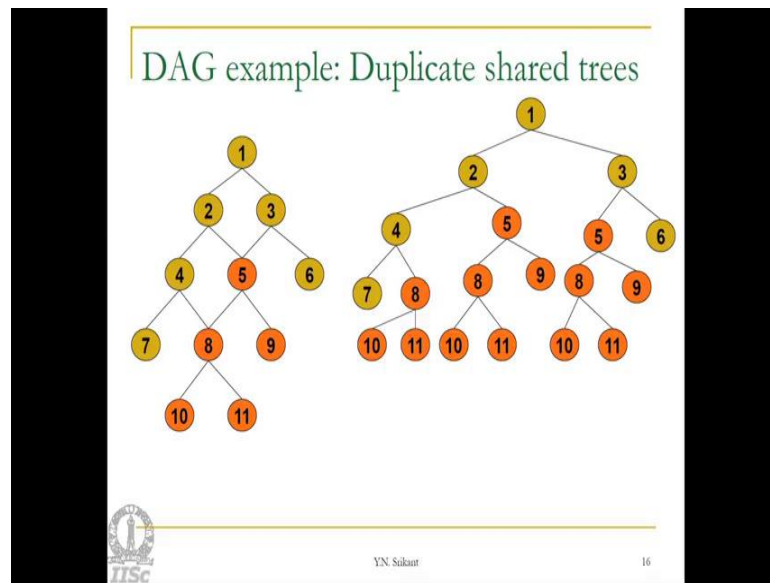 DAG example: Duplicate shared trees
1
2 3
4 5 6
7 8 9
10 11
1
2 3
4 5 5 6
7 8 8 9 8 9
10 11 10 11 10 11
IISc
Y.N. Srikant
16